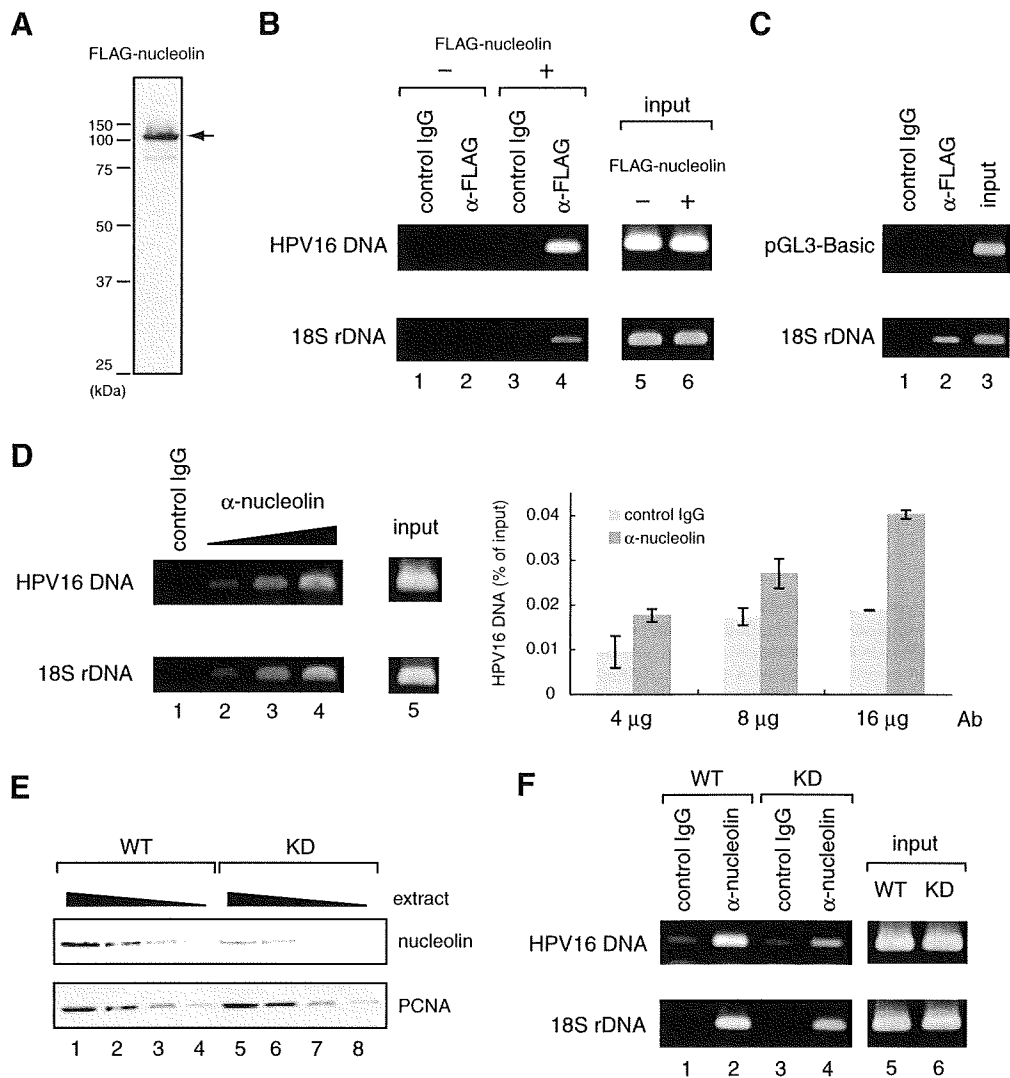 A
FLAG-nucleolin
150
100
75
50
37
25
(kDa)
B
FLAG-nucleolin
− +
control IgG
α-FLAG
control IgG
α-FLAG
input
FLAG-nucleolin
− +
HPV16 DNA
18S rDNA
1 2 3 4 5 6
C
control IgG
α-FLAG
input
pGL3-Basic
18S rDNA
1 2 3
D
control IgG
α-nucleolin
input
HPV16 DNA
18S rDNA
1 2 3 4 5
HPV16 DNA (% of input)
0.04
0.03
0.02
0.01
0
control IgG
α-nucleolin
4 μg 8 μg 16 μg Ab
E
WT KD
extract
nucleolin
PCNA
1 2 3 4 5 6 7 8
F
WT KD
control IgG
α-nucleolin
control IgG
α-nucleolin
input
WT KD
HPV16 DNA
18S rDNA
1 2 3 4 5 6